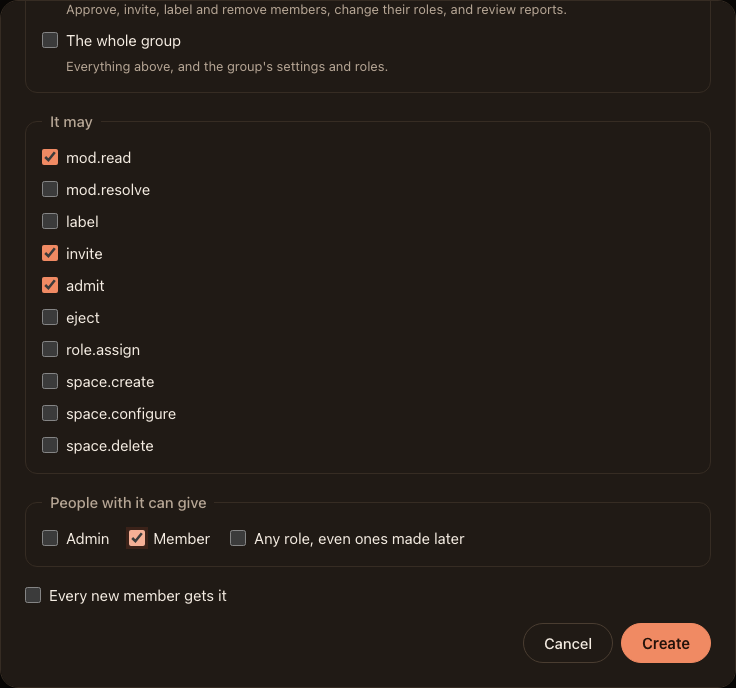 Approve, invite, label and remove members, change their roles, and review reports.
The whole group
Everything above, and the group's settings and roles.
It may
mod.read
mod.resolve
label
invite
admit
eject
role.assign
space.create
space.configure
space.delete
People with it can give
Admin Member Any role, even ones made later
Every new member gets it
Cancel Create